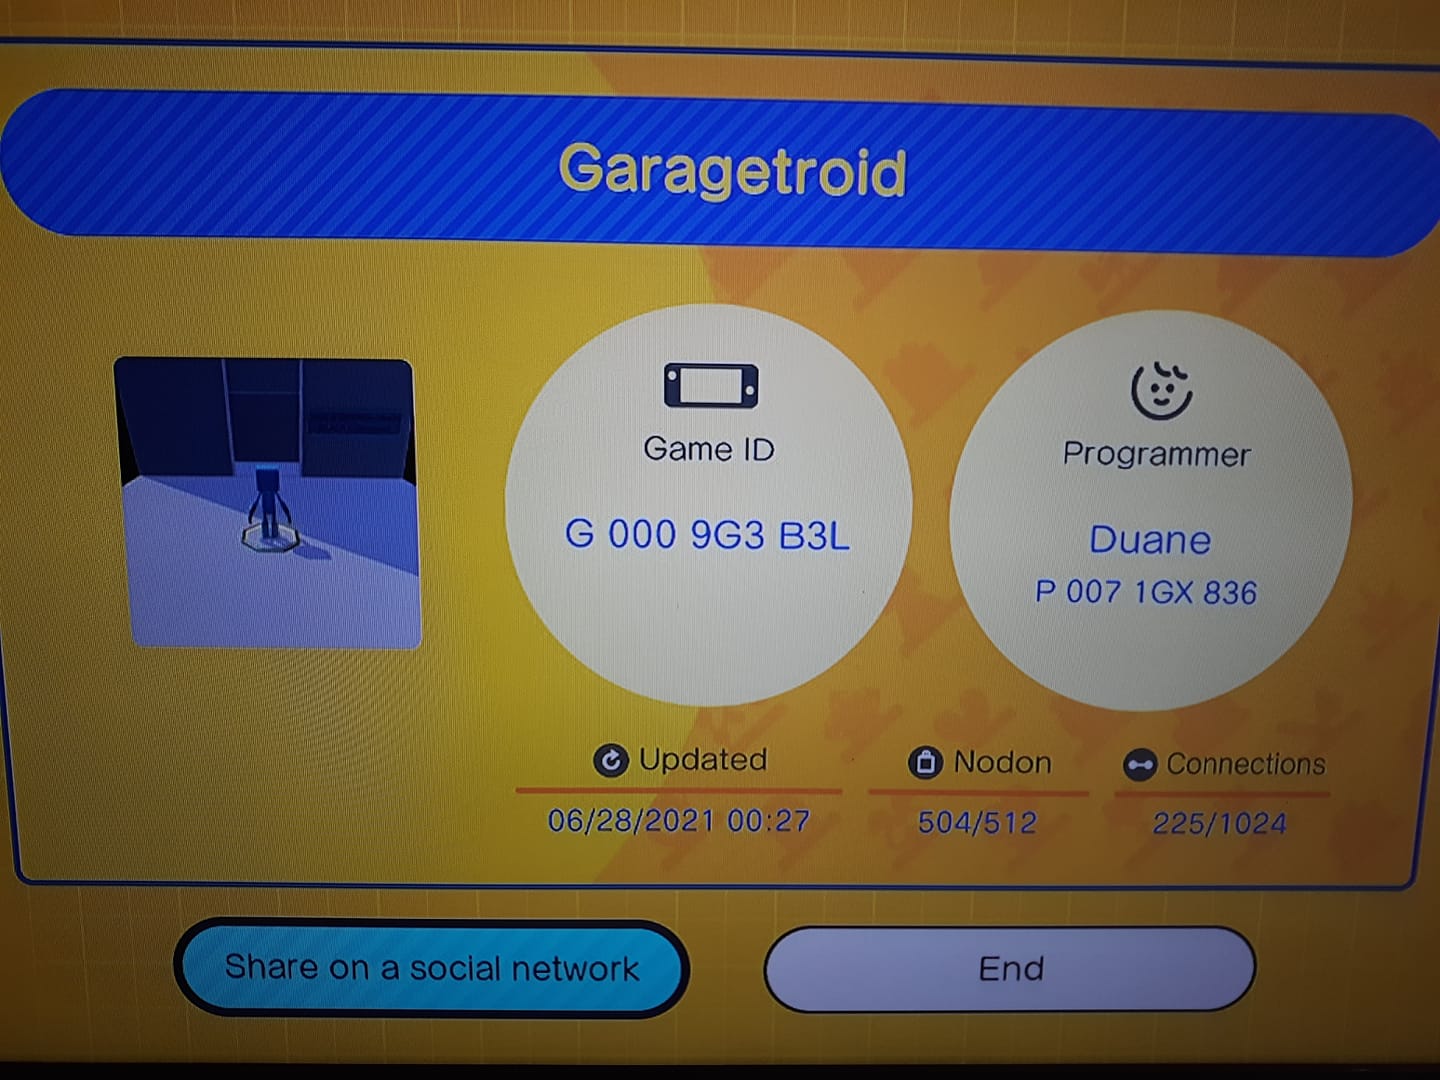 Garagetroid
Game ID
G 000 9G3 B3L
Programmer
Duane
P 007 1GX 836
Updated
06/28/2021 00:27
Nodon
504/512
Connections
225/1024
Share on a social network
End